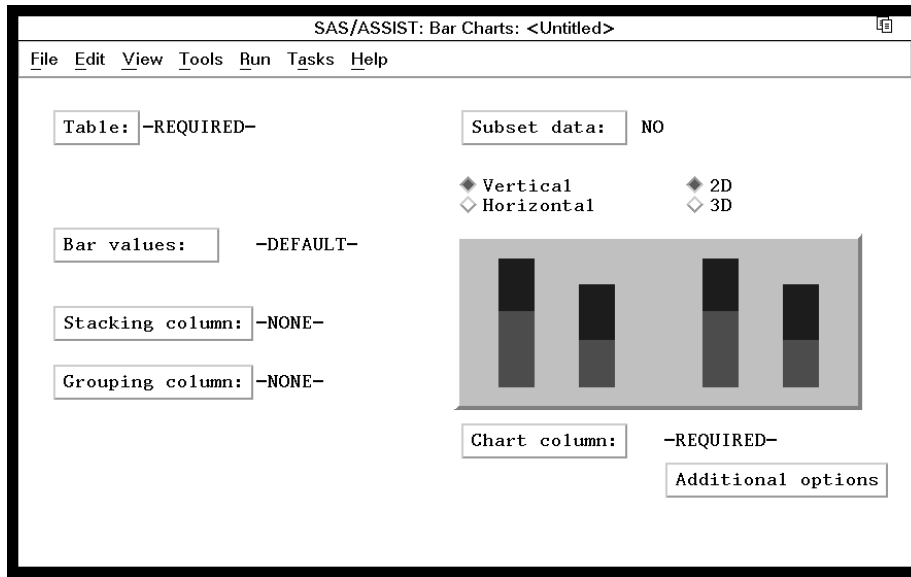 SAS/ASSIST: Bar Charts: <Untitled>
File Edit View Tools Run Tasks Help
Table: -REQUIRED-
Subset data: NO
Vertical 2D
Horizontal 3D
Bar values: -DEFAULT-
Stacking column: -NONE-
Grouping column: -NONE-
Chart column: -REQUIRED-
Additional options